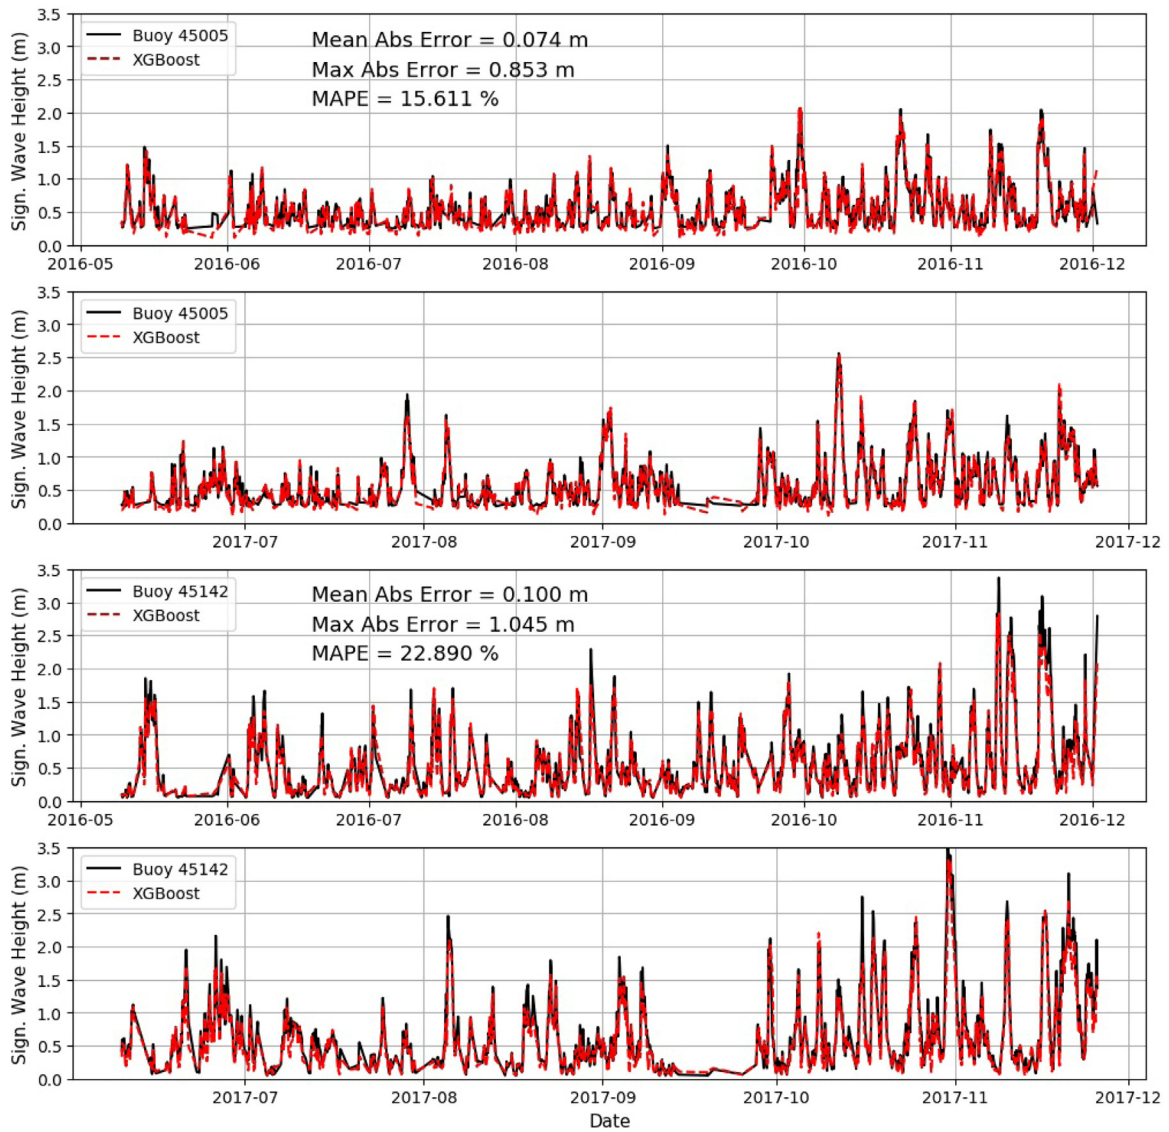 3.5
3.0
2.5
2.0
1.5
1.0
0.5
0.0
Sign. Wave Height (m)
Buoy 45005
XGBoost
Mean Abs Error = 0.074 m
Max Abs Error = 0.853 m
MAPE = 15.611 %
2016-05 2016-06 2016-07 2016-08 2016-09 2016-10 2016-11 2016-12
3.5
3.0
2.5
2.0
1.5
1.0
0.5
0.0
Sign. Wave Height (m)
Buoy 45005
XGBoost
2017-07 2017-08 2017-09 2017-10 2017-11 2017-12
3.5
3.0
2.5
2.0
1.5
1.0
0.5
0.0
Sign. Wave Height (m)
Buoy 45142
XGBoost
Mean Abs Error = 0.100 m
Max Abs Error = 1.045 m
MAPE = 22.890 %
2016-05 2016-06 2016-07 2016-08 2016-09 2016-10 2016-11 2016-12
3.5
3.0
2.5
2.0
1.5
1.0
0.5
0.0
Sign. Wave Height (m)
Buoy 45142
XGBoost
2017-07 2017-08 2017-09 2017-10 2017-11 2017-12
Date